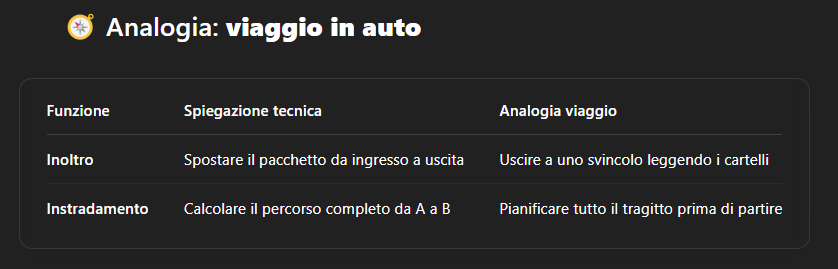 🧭 Analogia: viaggio in auto
Funzione Spiegazione tecnica Analogia viaggio
Inoltro Spostare il pacchetto da ingresso a uscita Uscire a uno svincolo leggendo i cartelli
Instradamento Calcolare il percorso completo da A a B Pianificare tutto il tragitto prima di partire